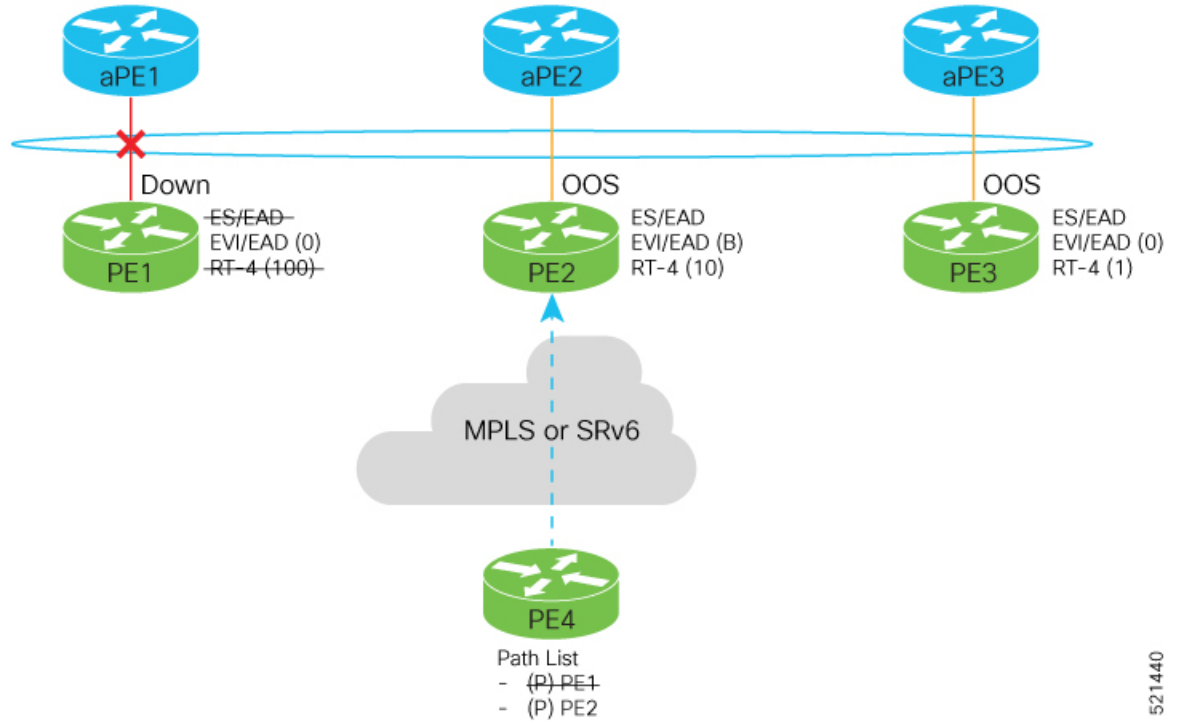 aPE1
aPE2
aPE3
Down
OOS
OOS
ES/EAD
EVI/EAD (0)
RT-4 (100)
PE1
ES/EAD
EVI/EAD (B)
RT-4 (10)
PE2
ES/EAD
EVI/EAD (0)
RT-4 (1)
PE3
MPLS or SRv6
PE4
Path List
- (P) PE1
- (P) PE2
521440